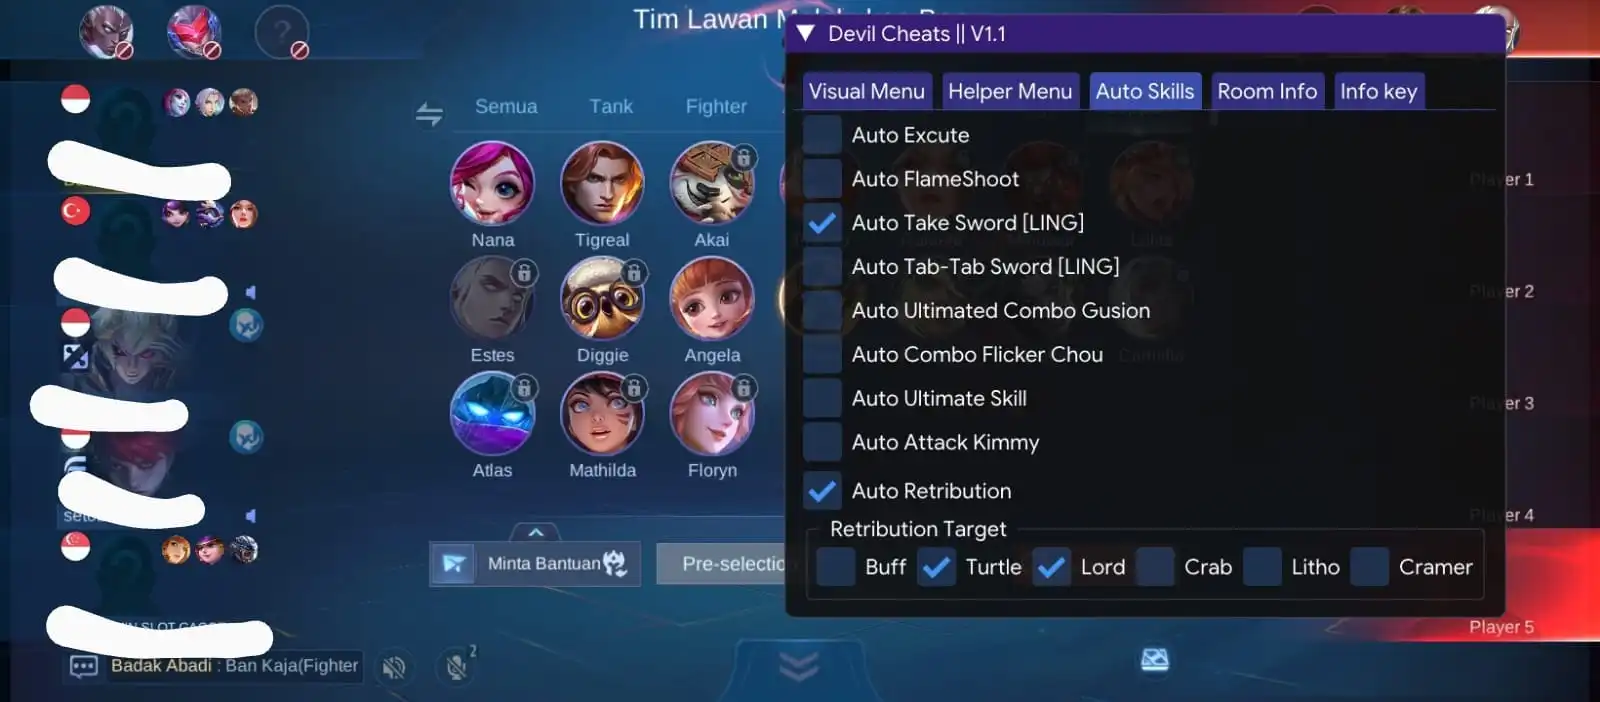 Tim Lawan
Devil Cheats || V1.1
Visual Menu
Helper Menu
Auto Skills
Room Info
Info key
Semua
Tank
Fighter
Auto Excute
Auto FlameShoot
Auto Take Sword [LING]
Auto Tab-Tab Sword [LING]
Auto Ultimated Combo Gusion
Auto Combo Flicker Chou
Auto Ultimate Skill
Auto Attack Kimmy
Auto Retribution
Retribution Target
Buff
Turtle
Lord
Crab
Litho
Cramer
Nana
Tigreal
Akai
Estes
Diggie
Angela
Atlas
Mathilda
Floryn
Minta Bantuan
Player 1
Player 2
Player 3
Player 4
Player 5
Badak Abadi : Ban Kaja(Fighter
2